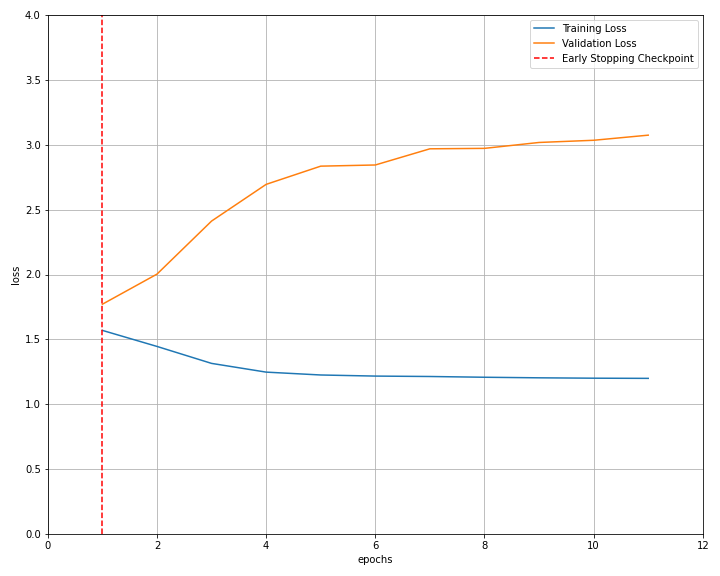 4.0
3.5
3.0
2.5
2.0
1.5
1.0
0.5
0.0
loss
0 2 4 6 8 10 12
epochs
Training Loss
Validation Loss
Early Stopping Checkpoint